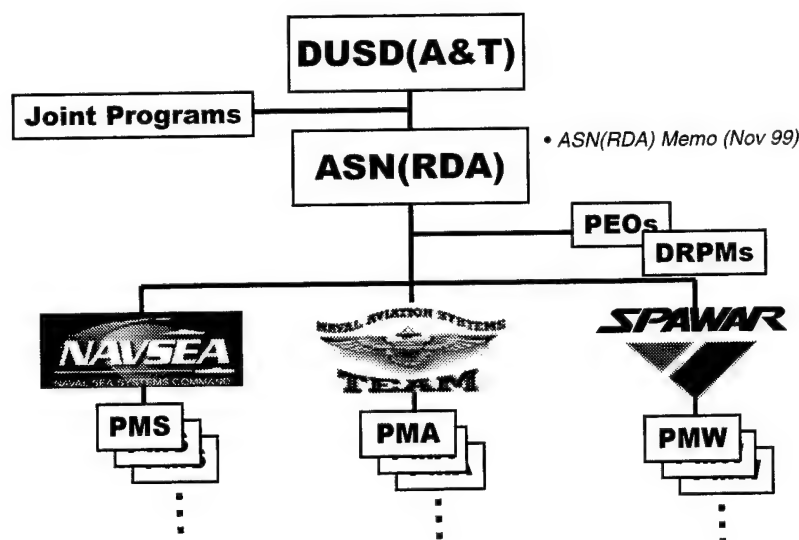 DUSD(A&T)
Joint Programs
ASN(RDA)
• ASN(RDA) Memo (Nov 99)
PEOs
DRPMs
NAVSEA
NAVAL SEA SYSTEMS COMMAND
NAVAL AVIATION SYSTEMS
TEAM
SPAWAR
PMS
PMA
PMW